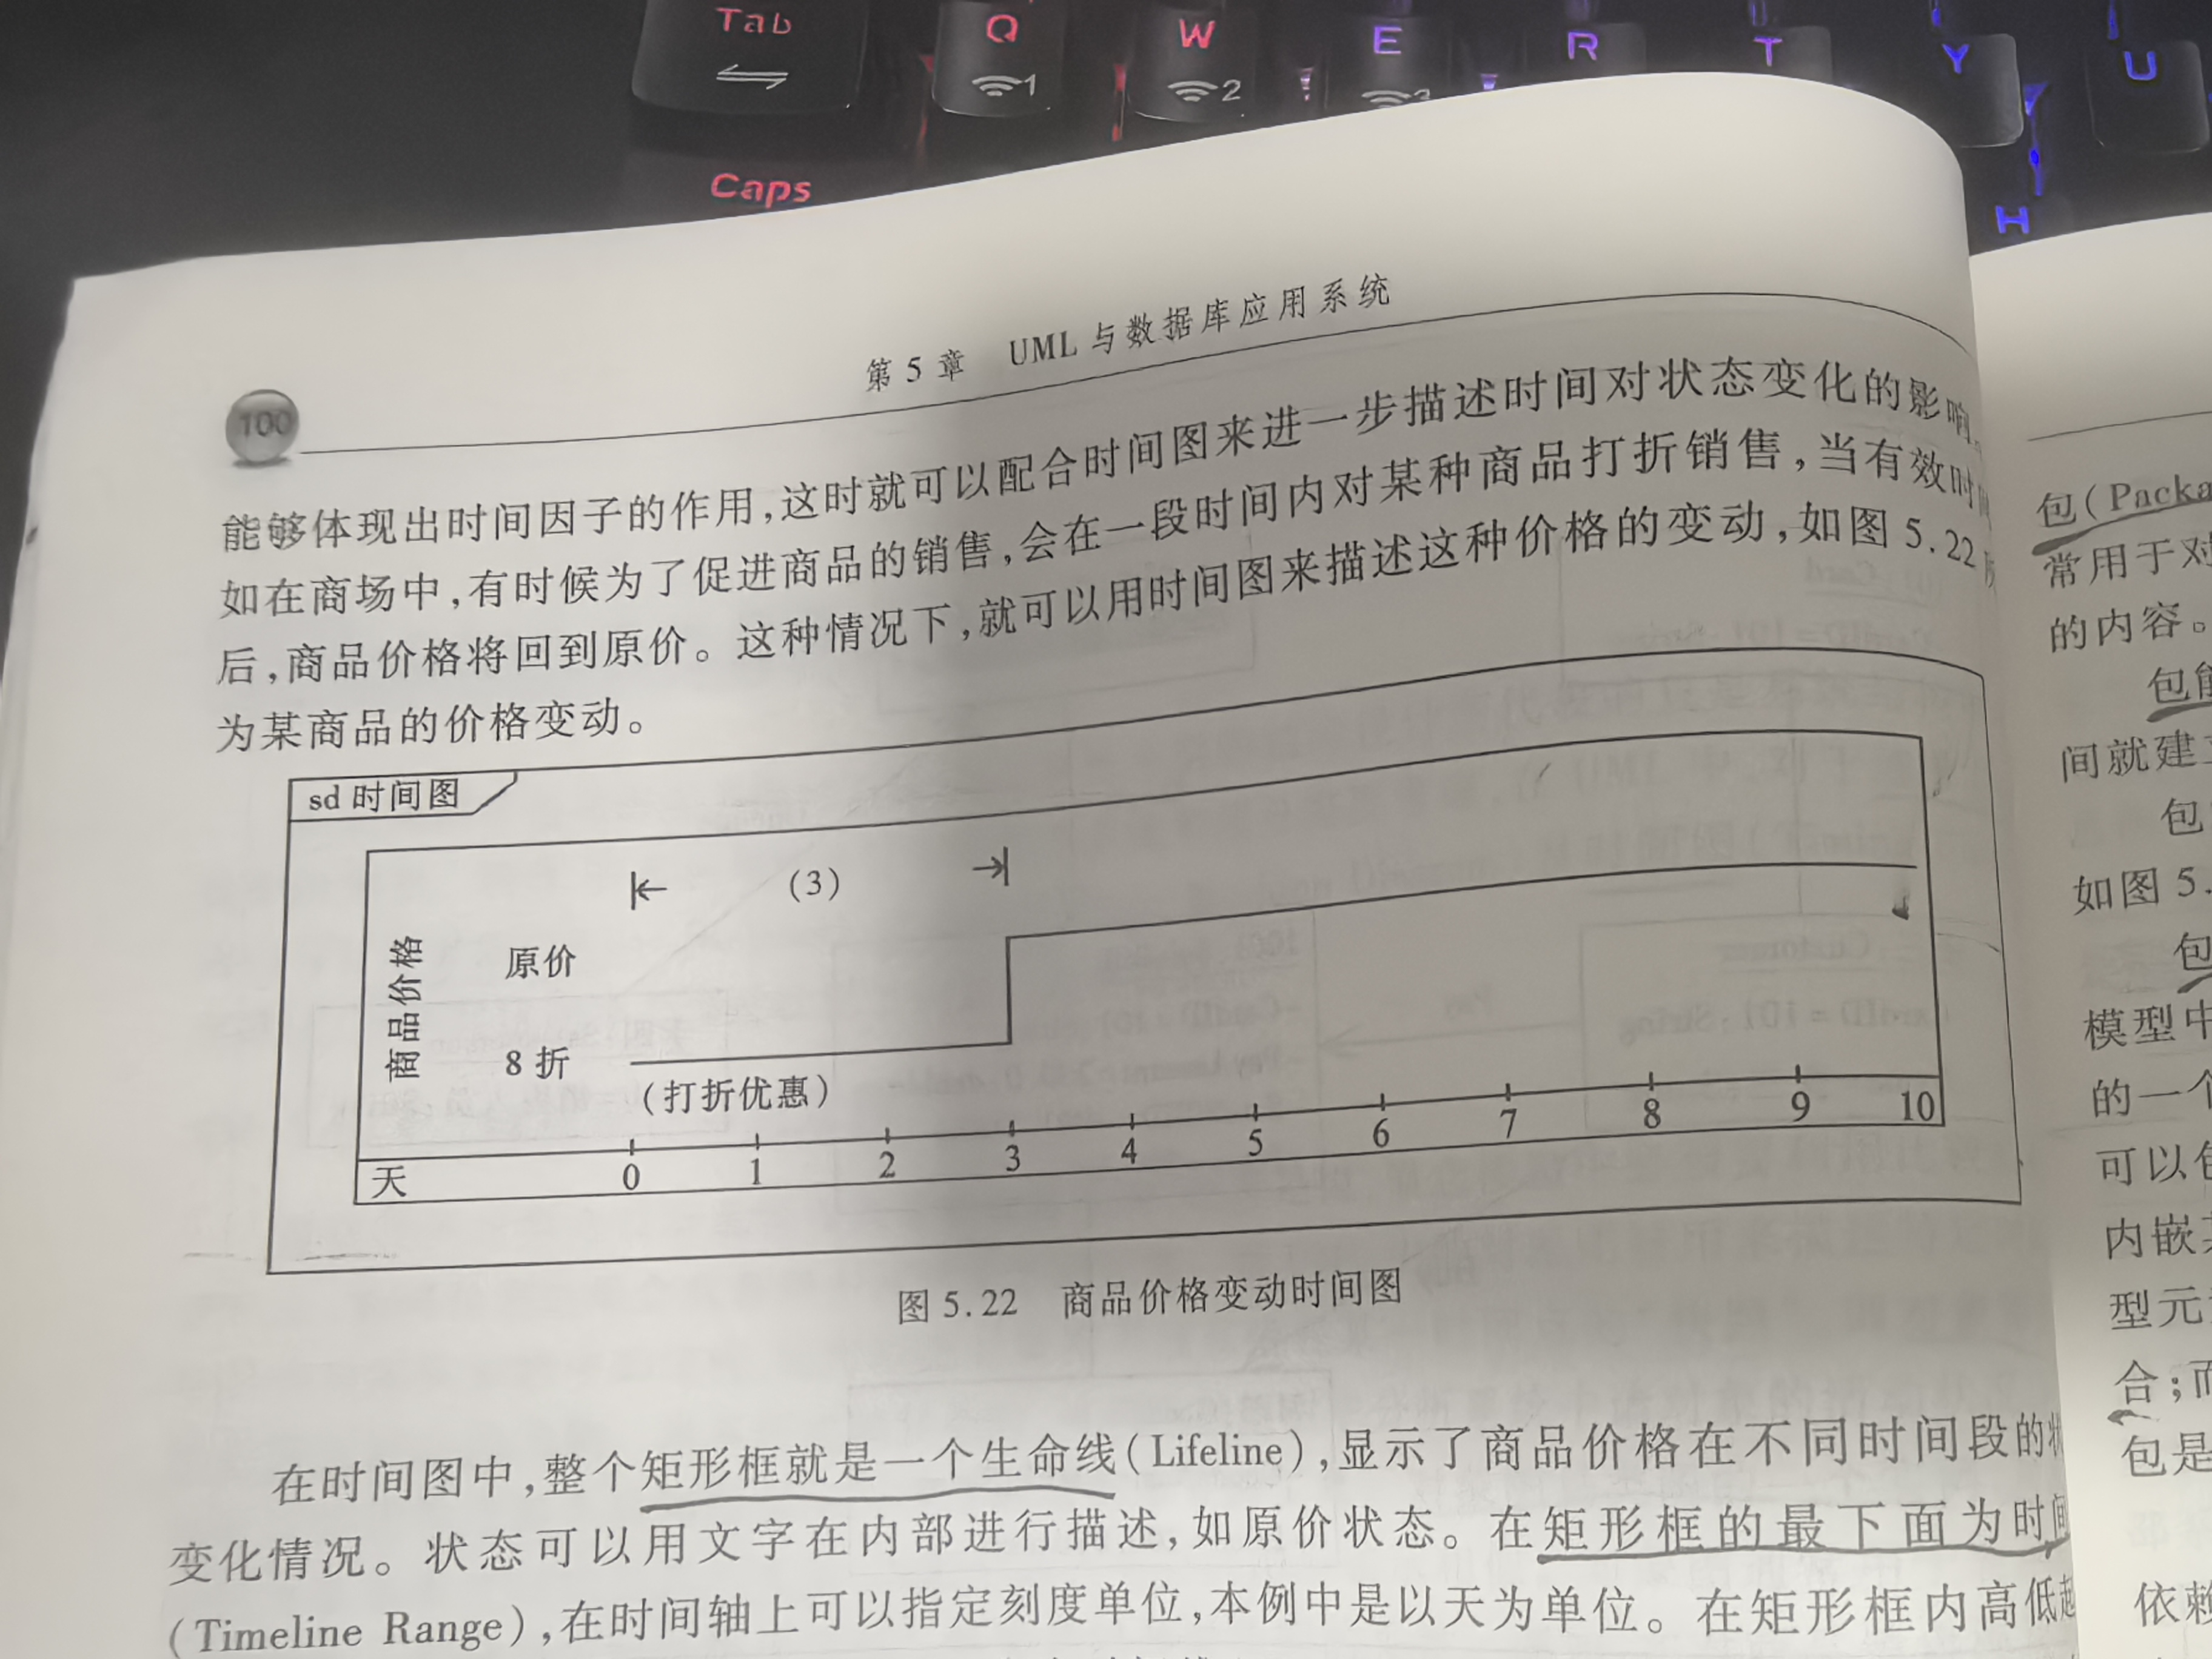 Tab Q W E R T Y U
1 2 3
Caps H
第5章 UML与数据库应用系统
100
能够体现出时间因子的作用,这时就可以配合时间图来进一步描述时间对状态变化的影响。
如在商场中,有时候为了促进商品的销售,会在一段时间内对某种商品打折销售,当有效时间
后,商品价格将回到原价。这种情况下,就可以用时间图来描述这种价格的变动,如图5.22
为某商品的价格变动。
sd 时间图
(3)
商品价格
原价
8折
(打折优惠)
天 0 1 2 3 4 5 6 7 8 9 10
图5.22 商品价格变动时间图
在时间图中,整个矩形框就是一个生命线(Lifeline),显示了商品价格在不同时间段的状
变化情况。状态可以用文字在内部进行描述,如原价状态。在矩形框的最下面为时间
(Timeline Range),在时间轴上可以指定刻度单位,本例中是以天为单位。在矩形框内高低起
包(Packa
常用于对
的内容。
包能
间就建立
包
如图5.
包
模型中
的一个
可以包
内嵌其
型元
合;而
包是
依赖